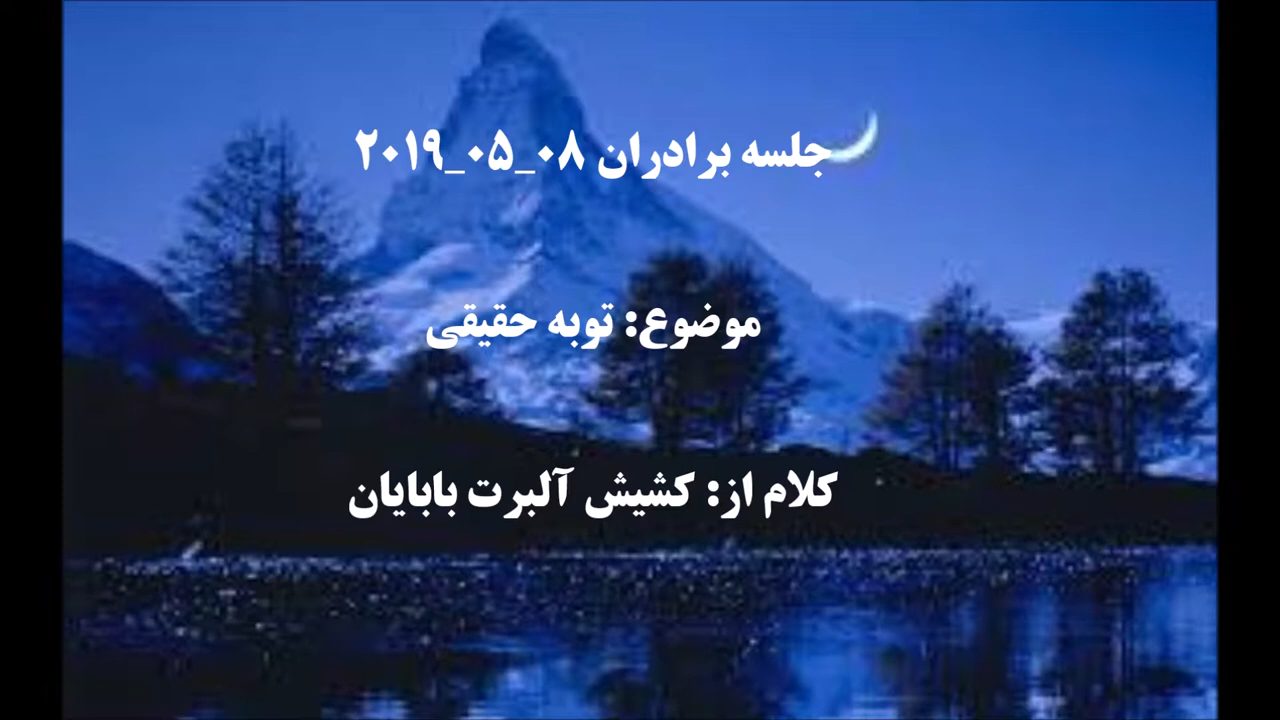 جلسه برادران ۰۸_۰۵_۲۰۱۹
موضوع: توبه حقیقی
کلام از: کشیش آلبرت بابایان